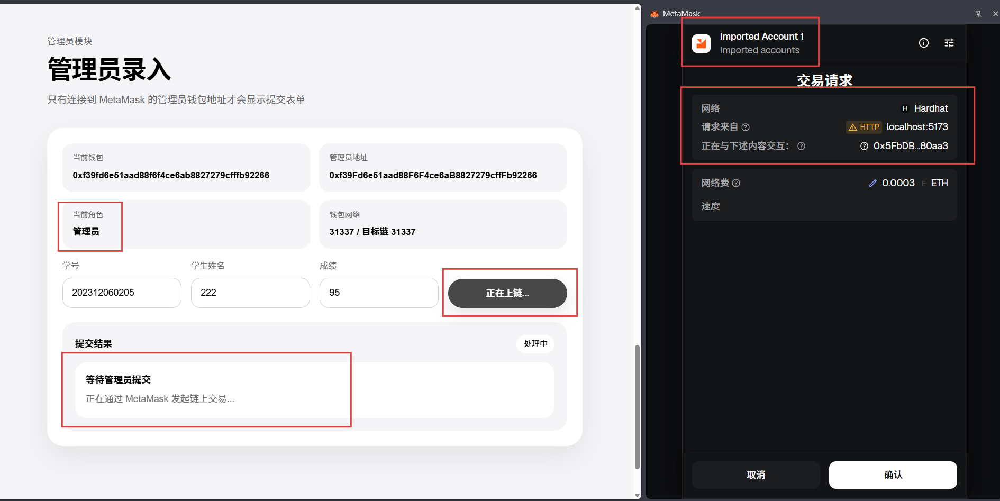 管理员模块
管理员录入
只有连接到 MetaMask 的管理员钱包地址才会显示提交表单
当前钱包
0xf39fd6e51aad88f6f4ce6ab8827279cfffb92266
管理员地址
0xf39Fd6e51aad88F6F4ce6aB8827279cffFb92266
当前角色
管理员
钱包网络
31337 / 目标链 31337
学号
学生姓名
成绩
202312060205
222
95
正在上链...
提交结果
处理中
等待管理员提交
正在通过 MetaMask 发起链上交易...
MetaMask
Imported Account 1
Imported accounts
交易请求
网络
H Hardhat
请求来自
HTTP localhost:5173
正在与下述内容交互：
0x5FbDB...80aa3
网络费
0.0003 E ETH
速度
取消
确认